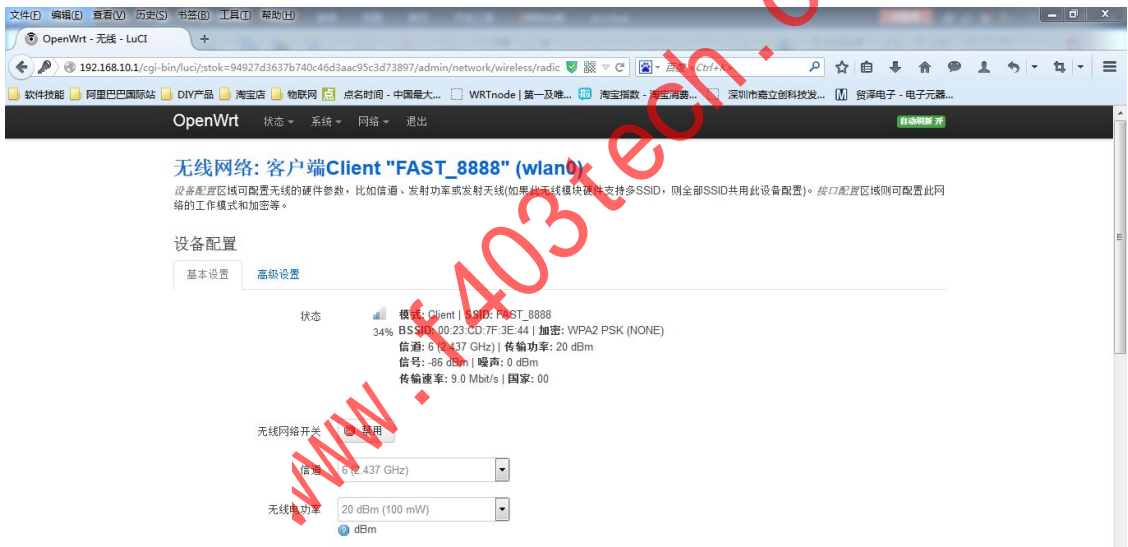 文件(F) 编辑(E) 查看(V) 历史(S) 书签(B) 工具(T) 帮助(H)
OpenWrt - 无线 - LuCI
192.168.10.1/cgi-bin/luci/;stok=94927d3637b740c46d3aac95c3d73897/admin/network/wireless/radic 百度 <Ctrl+K>
软件技能 阿里巴巴国际站 DIY产品 淘宝店 物联网 点名时间 - 中国最大... WRTnode | 第一及唯... 淘宝指数 - 淘宝消费... 深圳市嘉立创科技发... 贸泽电子 - 电子元器...
OpenWrt 状态 系统 网络 退出 自动刷新 开
无线网络: 客户端Client "FAST_8888" (wlan0)
设备配置区域可配置无线的硬件参数，比如信道、发射功率或发射天线(如果此无线模块硬件支持多SSID，则全部SSID共用此设备配置)。接口配置区域则可配置此网
络的工作模式和加密等。
设备配置
基本设置 高级设置
状态 模式: Client | SSID: FAST_8888
34% BSSID: 00:23:CD:7F:3E:44 | 加密: WPA2 PSK (NONE)
信道: 6 (2.437 GHz) | 传输功率: 20 dBm
信号: -86 dBm | 噪声: 0 dBm
传输速率: 9.0 Mbit/s | 国家: 00
无线网络开关 禁用
信道 6 (2.437 GHz)
无线电功率 20 dBm (100 mW)
dBm
www.f403tech.c